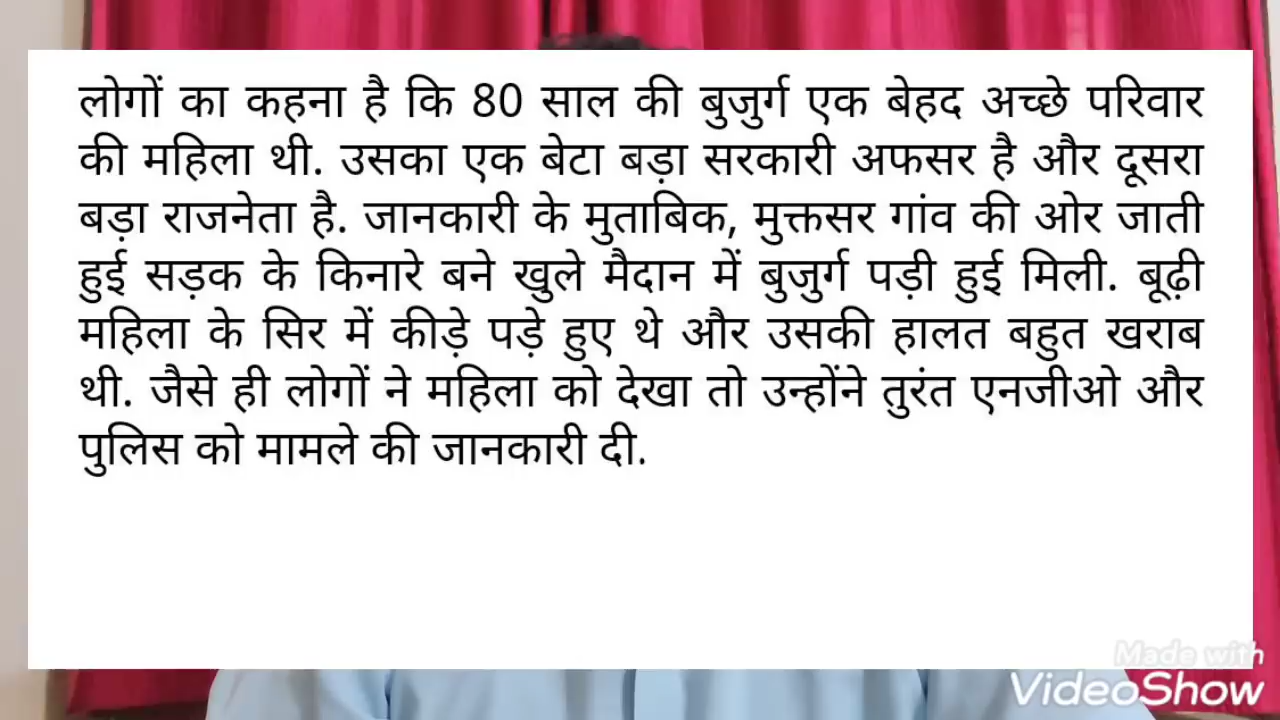 लोगों का कहना है कि 80 साल की बुजुर्ग एक बेहद अच्छे परिवार
की महिला थी. उसका एक बेटा बड़ा सरकारी अफसर है और दूसरा
बड़ा राजनेता है. जानकारी के मुताबिक, मुक्तसर गांव की ओर जाती
हुई सड़क के किनारे बने खुले मैदान में बुजुर्ग पड़ी हुई मिली. बूढ़ी
महिला के सिर में कीड़े पड़े हुए थे और उसकी हालत बहुत खराब
थी. जैसे ही लोगों ने महिला को देखा तो उन्होंने तुरंत एनजीओ और
पुलिस को मामले की जानकारी दी.
Made with
VideoShow